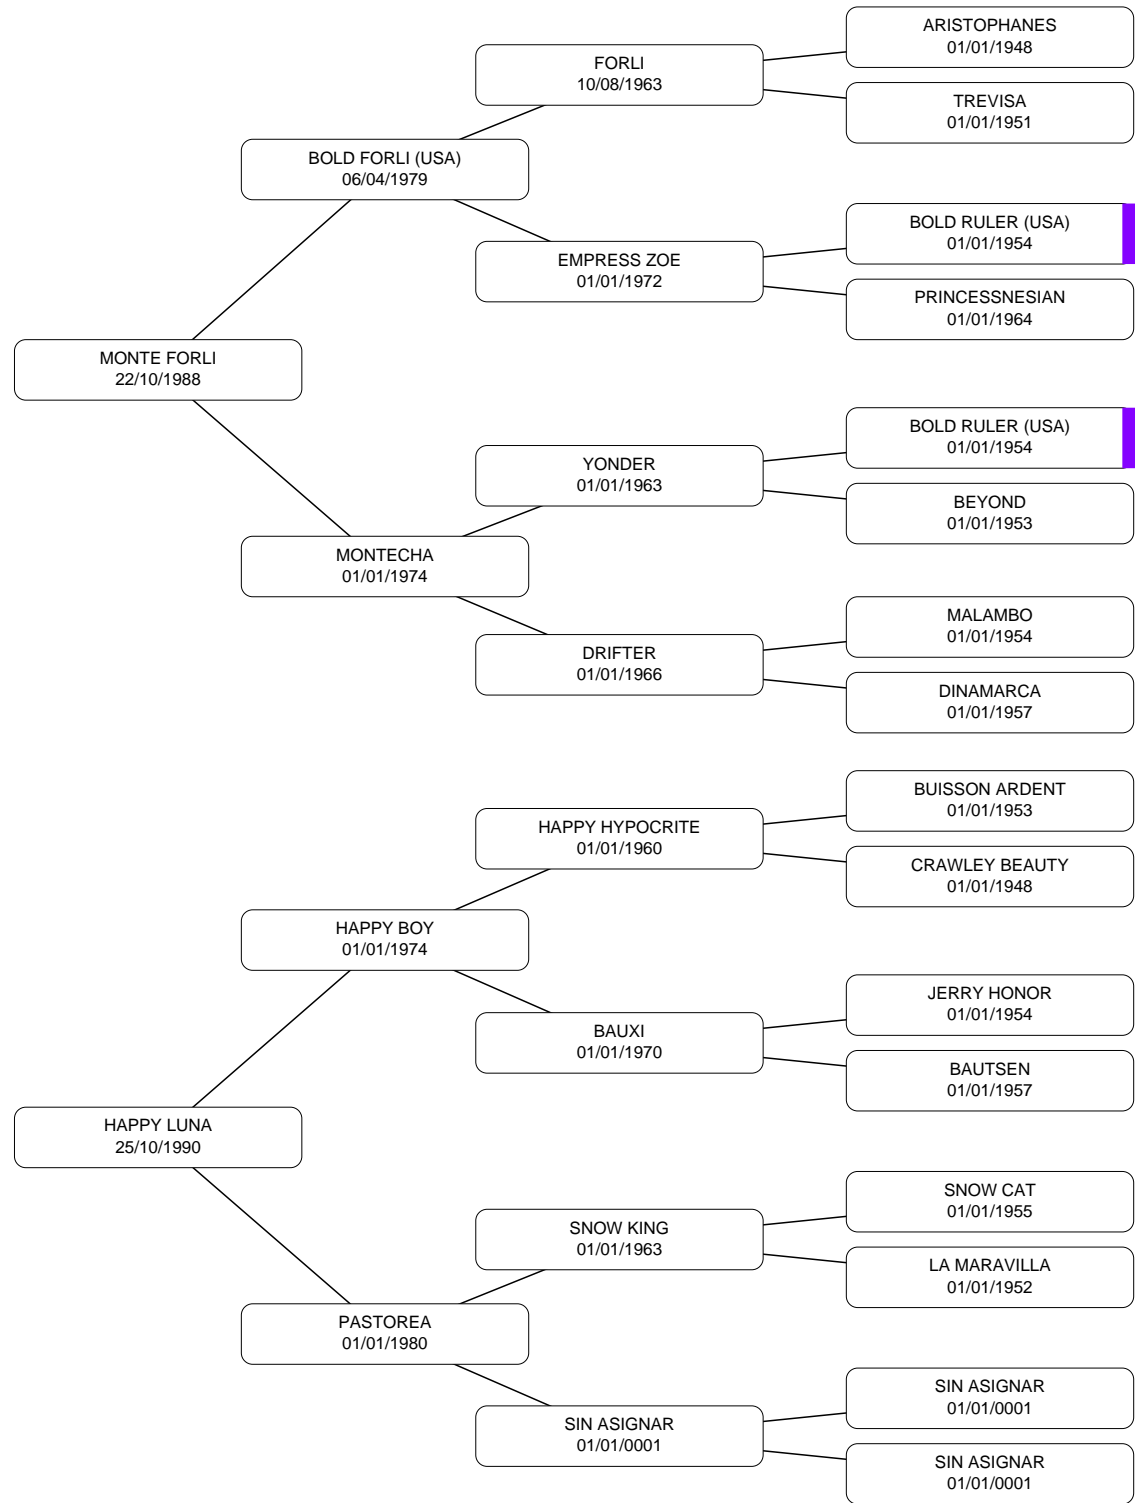 ARISTOPHANES
01/01/1948
FORLI
10/08/1963
TREVISA
01/01/1951
BOLD FORLI (USA)
06/04/1979
BOLD RULER (USA)
01/01/1954
EMPRESS ZOE
01/01/1972
PRINCESSNESIAN
01/01/1964
MONTE FORLI
22/10/1988
BOLD RULER (USA)
01/01/1954
YONDER
01/01/1963
BEYOND
01/01/1953
MONTECHA
01/01/1974
MALAMBO
01/01/1954
DRIFTER
01/01/1966
DINAMARCA
01/01/1957
BUISSON ARDENT
01/01/1953
HAPPY HYPOCRITE
01/01/1960
CRAWLEY BEAUTY
01/01/1948
HAPPY BOY
01/01/1974
JERRY HONOR
01/01/1954
BAUXI
01/01/1970
BAUTSEN
01/01/1957
HAPPY LUNA
25/10/1990
SNOW CAT
01/01/1955
SNOW KING
01/01/1963
LA MARAVILLA
01/01/1952
PASTOREA
01/01/1980
SIN ASIGNAR
01/01/0001
SIN ASIGNAR
01/01/0001
SIN ASIGNAR
01/01/0001